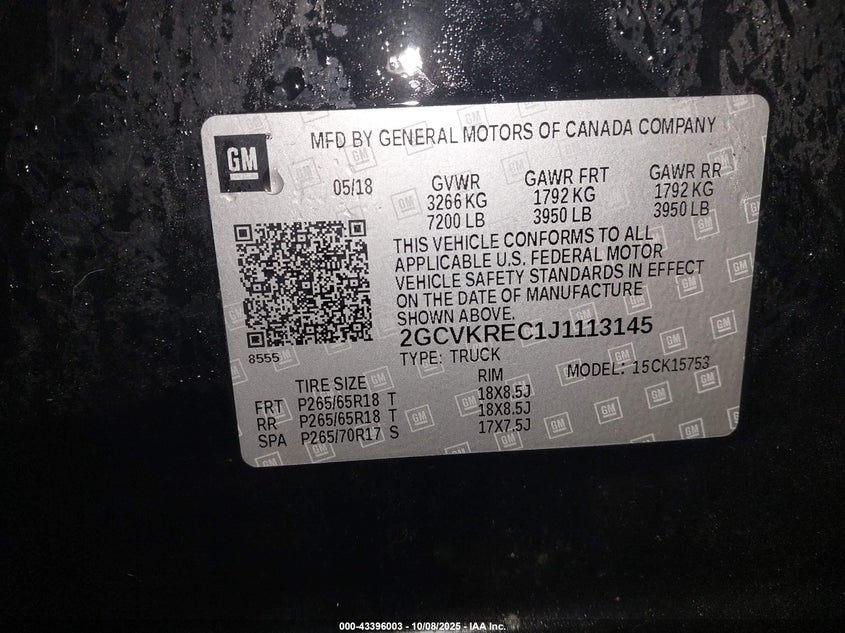 GM
MFD BY GENERAL MOTORS OF CANADA COMPANY
05/18
GVWR GAWR FRT GAWR RR
3266 KG 1792 KG 1792 KG
7200 LB 3950 LB 3950 LB
THIS VEHICLE CONFORMS TO ALL
APPLICABLE U.S. FEDERAL MOTOR
VEHICLE SAFETY STANDARDS IN EFFECT
ON THE DATE OF MANUFACTURE
SHOWN ABOVE.
2GCVKREC1J1113145
8555
TYPE: TRUCK MODEL: 15CK15753
TIRE SIZE RIM
FRT P265/65R18 T 18X8.5J
RR P265/65R18 T 18X8.5J
SPA P265/70R17 S 17X7.5J
000-43396003 - 10/08/2025 - IAA Inc.